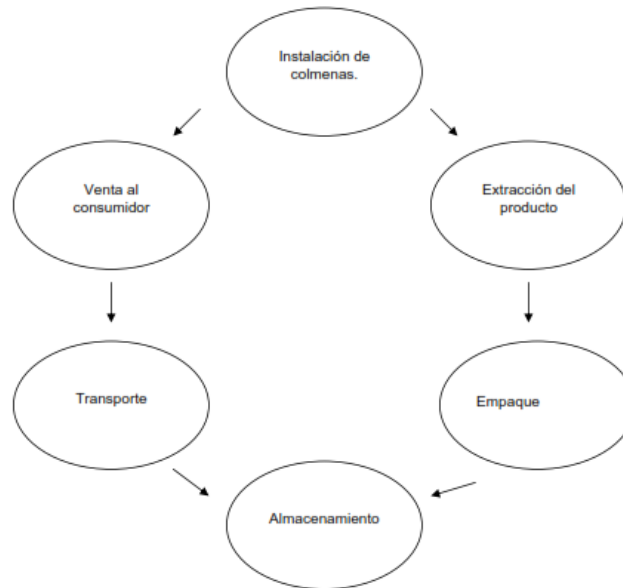 Instalación de
colmenas.
Venta al
consumidor
Extracción del
producto
Transporte
Empaque
Almacenamiento